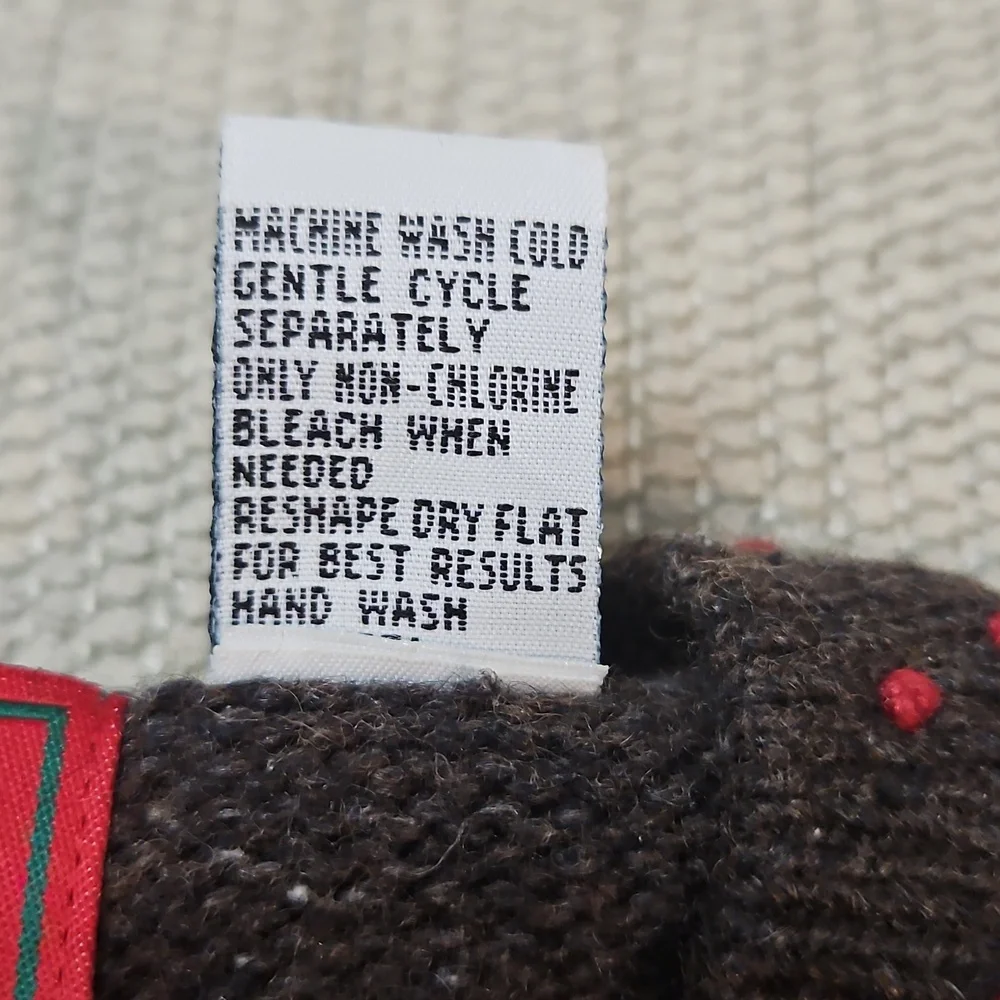 MACHINE WASH COLD
GENTLE CYCLE
SEPARATELY
ONLY NON-CHLORINE
BLEACH WHEN
NEEDED
RESHAPE DRY FLAT
FOR BEST RESULTS
HAND WASH